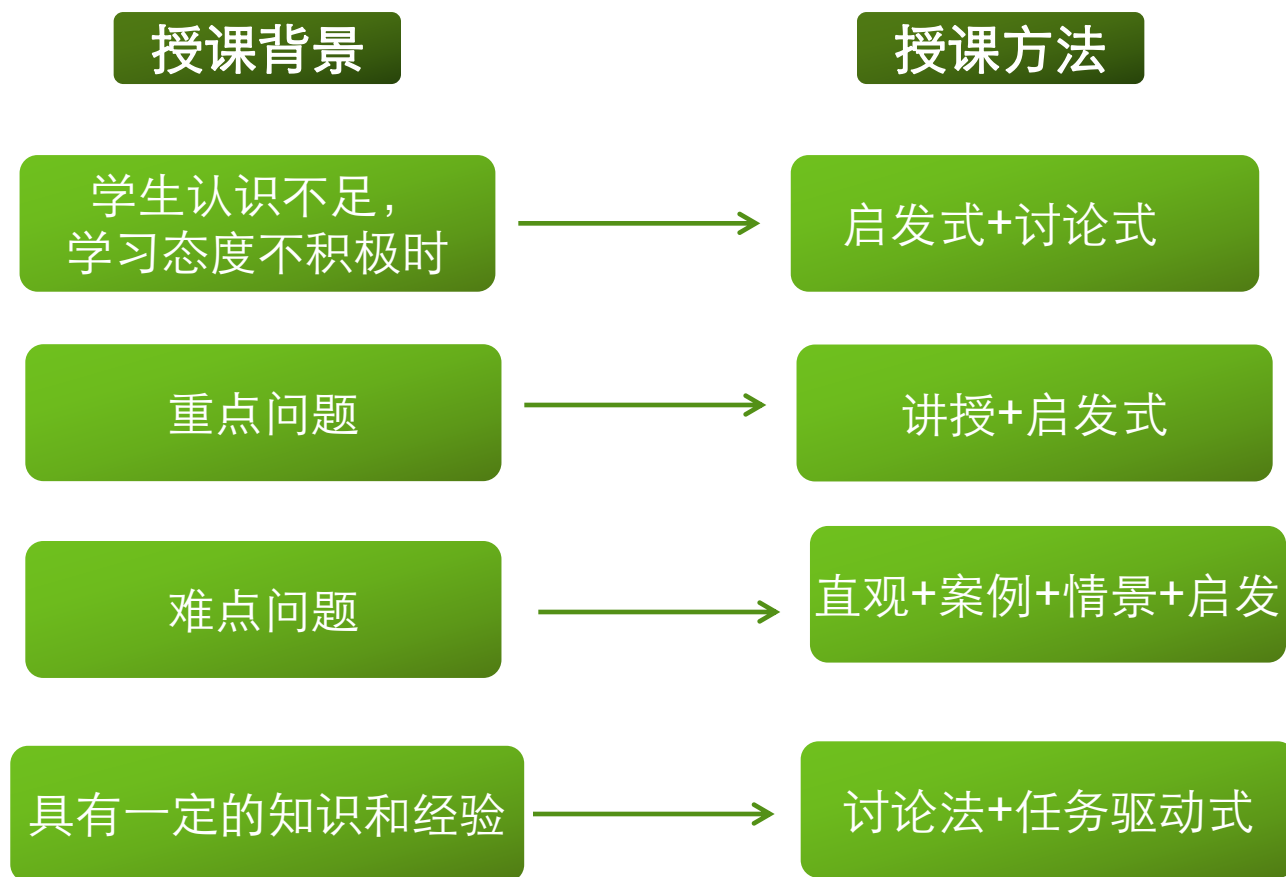 授课背景
授课方法
学生认识不足，
学习态度不积极时
启发式+讨论式
重点问题
讲授+启发式
难点问题
直观+案例+情景+启发
具有一定的知识和经验
讨论法+任务驱动式